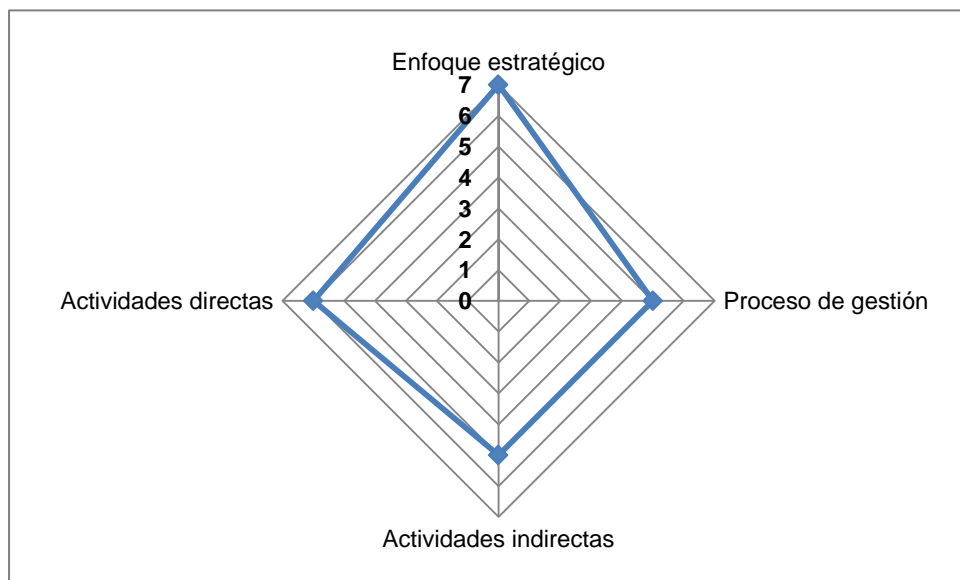 Enfoque estratégico
7
6
5
4
3
2
1
0
Actividades directas
Proceso de gestión
Actividades indirectas